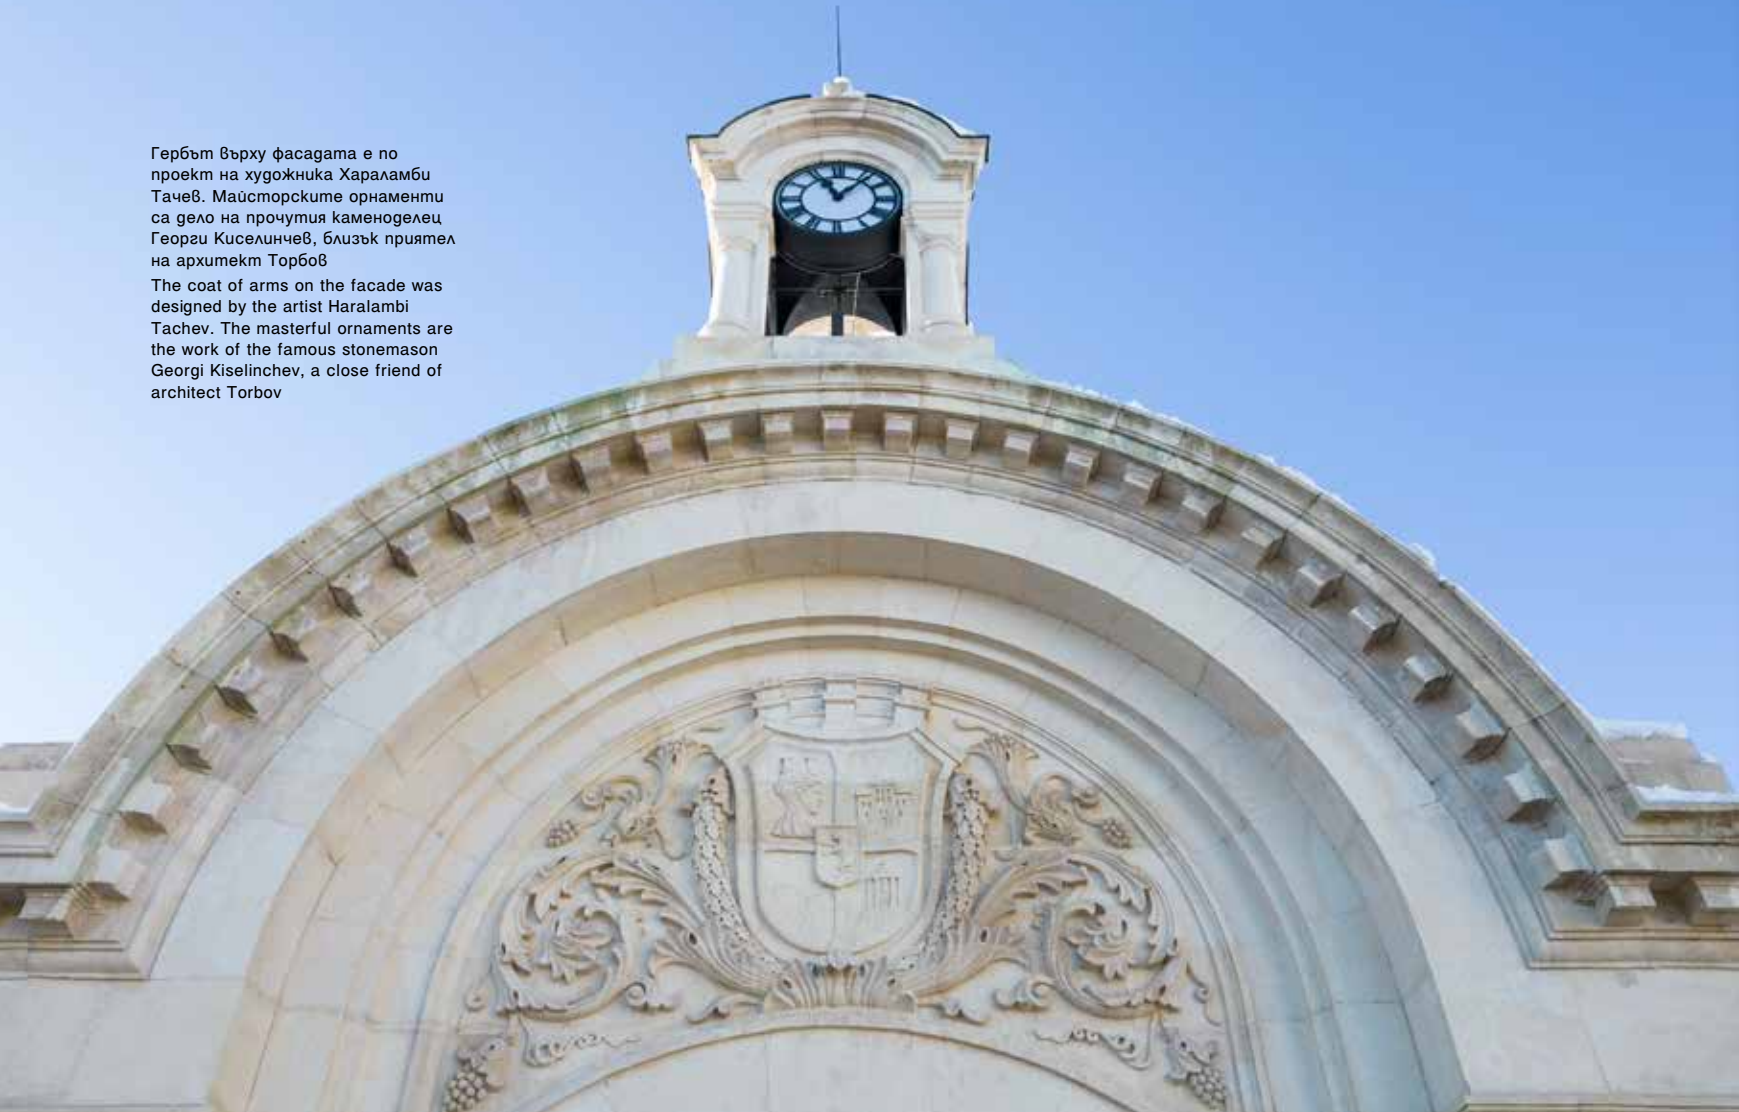 Гербът върху фасадата е по
проект на художника Хараламби
Тачев. Майсторските орнаменти
са дело на прочутия каменоделец
Георги Киселинчев, близък приятел
на архитект Торбов
The coat of arms on the facade was
designed by the artist Haralambi
Tachev. The masterful ornaments are
the work of the famous stonemason
Georgi Kiselinchev, a close friend of
architect Torbov